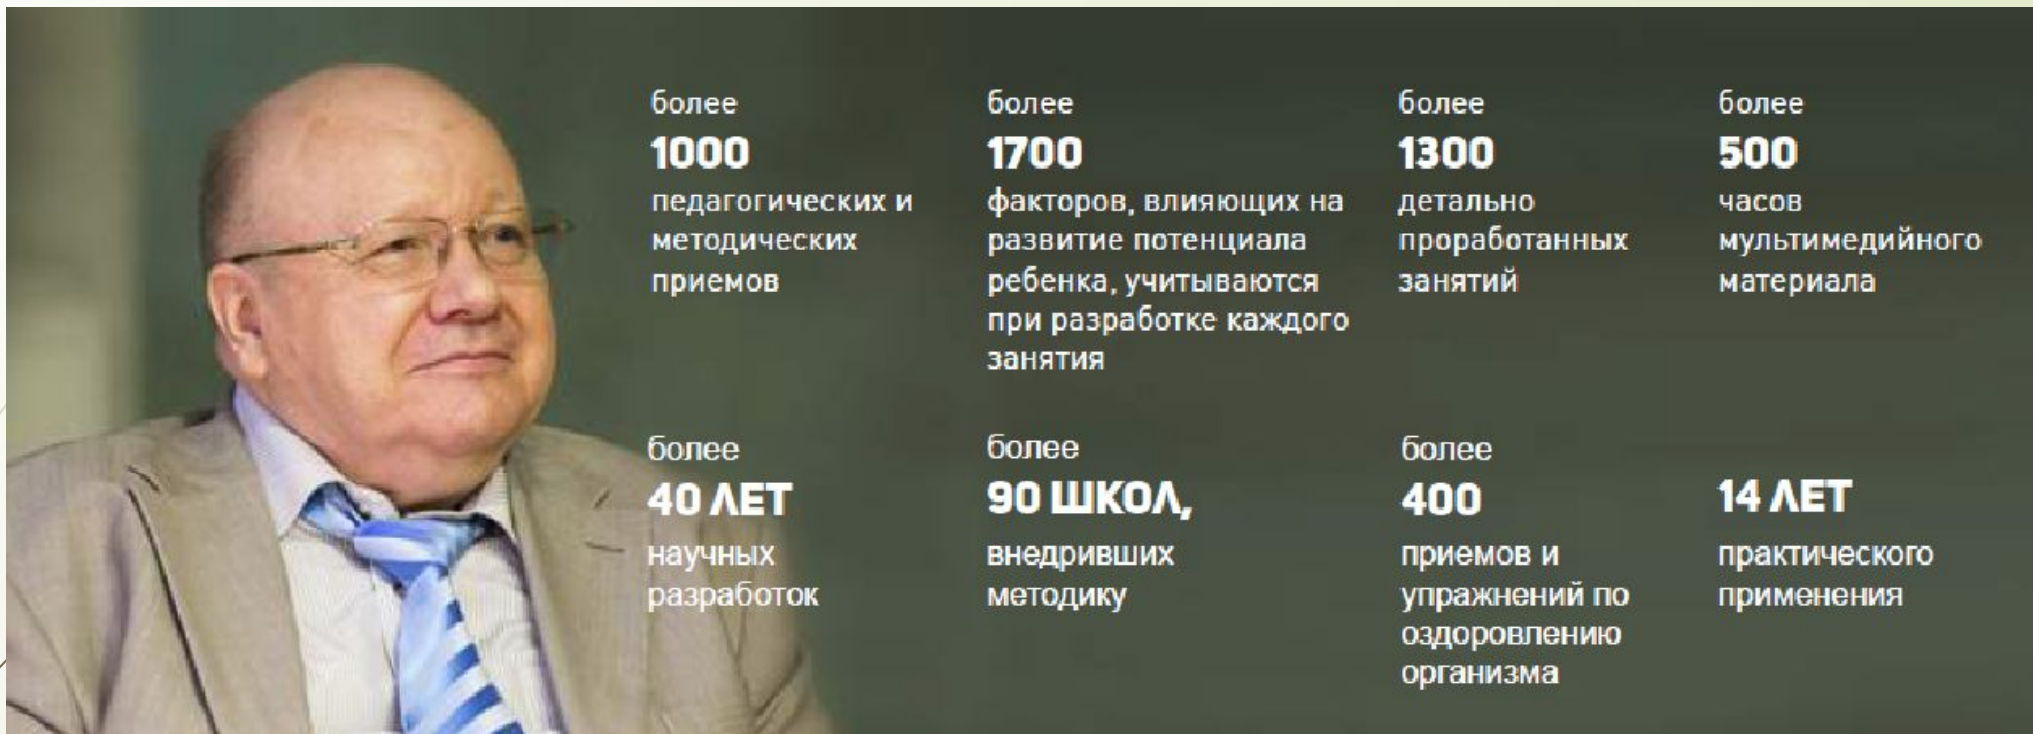 более
1000
педагогических и
методических
приемов
более
1700
факторов, влияющих на
развитие потенциала
ребенка, учитываются
при разработке каждого
занятия
более
1300
детально
проработанных
занятий
более
500
часов
мультимедийного
материала
более
40 ЛЕТ
научных
разработок
более
90 ШКОЛ,
внедривших
методику
более
400
приемов и
упражнений по
оздоровлению
организма
14 ЛЕТ
практического
применения